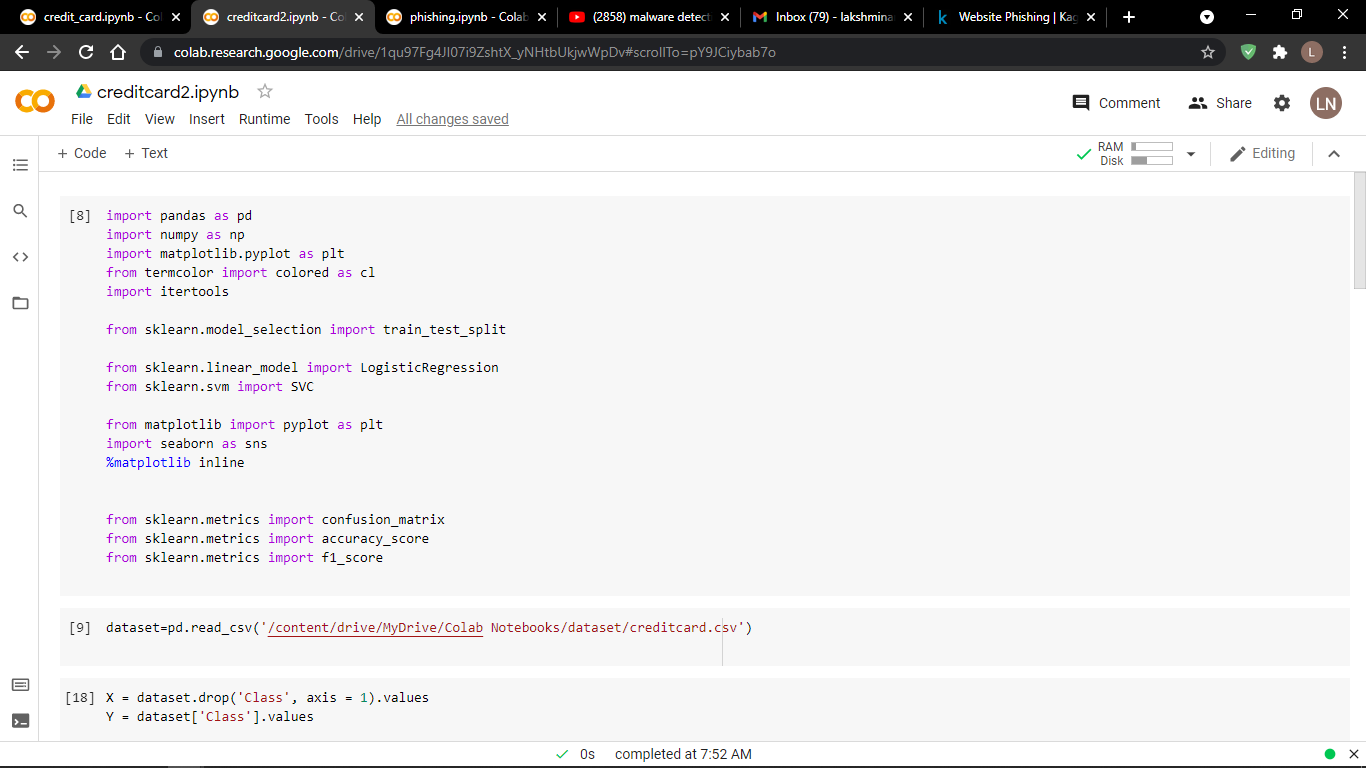 credit_card.ipynb - Co
creditcard2.ipynb - Co
phishing.ipynb - Colab
(2858) malware detect
Inbox (79) - lakshmina
Website Phishing | Kag
colab.research.google.com/drive/1qu97Fg4JI07i9ZshtX_yNHtbUkjwWpDv#scrollTo=pY9JCiybab7o
L
creditcard2.ipynb
Comment
Share
LN
File Edit View Insert Runtime Tools Help All changes saved
+ Code + Text
RAM
Disk
Editing
[8] import pandas as pd
import numpy as np
import matplotlib.pyplot as plt
from termcolor import colored as cl
import itertools
from sklearn.model_selection import train_test_split
from sklearn.linear_model import LogisticRegression
from sklearn.svm import SVC
from matplotlib import pyplot as plt
import seaborn as sns
%matplotlib inline
from sklearn.metrics import confusion_matrix
from sklearn.metrics import accuracy_score
from sklearn.metrics import f1_score
[9] dataset=pd.read_csv('/content/drive/MyDrive/Colab Notebooks/dataset/creditcard.csv')
[18] X = dataset.drop('Class', axis = 1).values
Y = dataset['Class'].values
0s completed at 7:52 AM